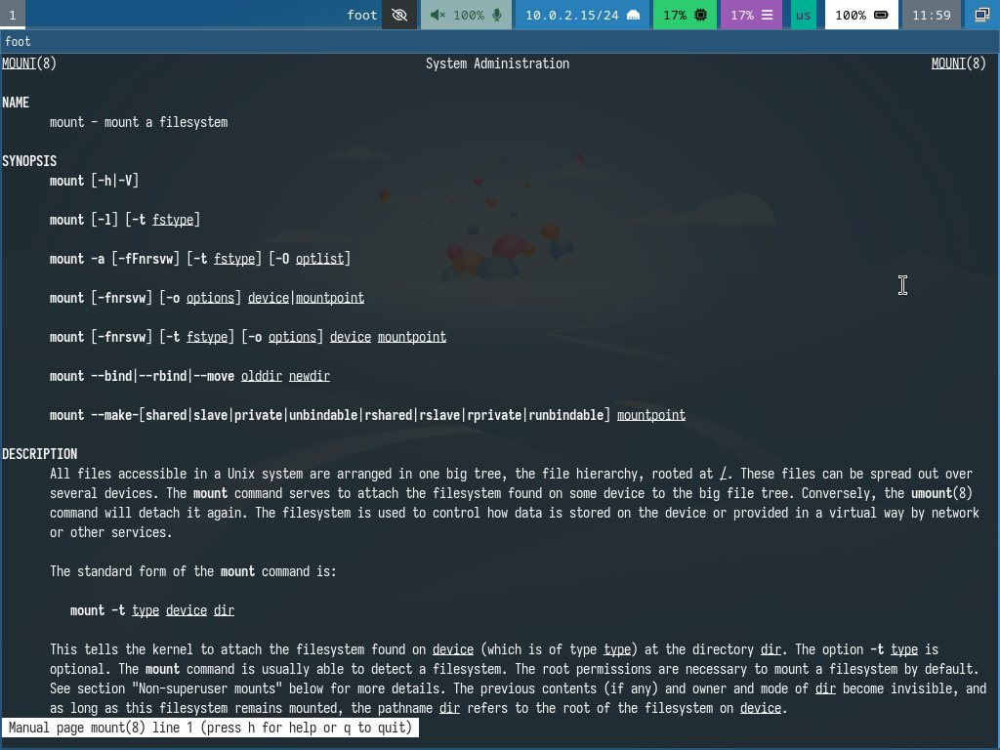 1 foot 100% 10.0.2.15/24 17% 17% us 100% 11:59
foot
MOUNT(8) System Administration MOUNT(8)
NAME
mount - mount a filesystem
SYNOPSIS
mount [-h|-V]
mount [-l] [-t fstype]
mount -a [-fFnrsvw] [-t fstype] [-O optlist]
mount [-fnrsvw] [-o options] device|mountpoint
mount [-fnrsvw] [-t fstype] [-o options] device mountpoint
mount --bind|--rbind|--move olddir newdir
mount --make-[shared|slave|private|unbindable|rshared|rslave|rprivate|runbindable] mountpoint
DESCRIPTION
All files accessible in a Unix system are arranged in one big tree, the file hierarchy, rooted at /. These files can be spread out over
several devices. The mount command serves to attach the filesystem found on some device to the big file tree. Conversely, the umount(8)
command will detach it again. The filesystem is used to control how data is stored on the device or provided in a virtual way by network
or other services.
The standard form of the mount command is:
mount -t type device dir
This tells the kernel to attach the filesystem found on device (which is of type type) at the directory dir. The option -t type is
optional. The mount command is usually able to detect a filesystem. The root permissions are necessary to mount a filesystem by default.
See section "Non-superuser mounts" below for more details. The previous contents (if any) and owner and mode of dir become invisible, and
as long as this filesystem remains mounted, the pathname dir refers to the root of the filesystem on device.
Manual page mount(8) line 1 (press h for help or q to quit)